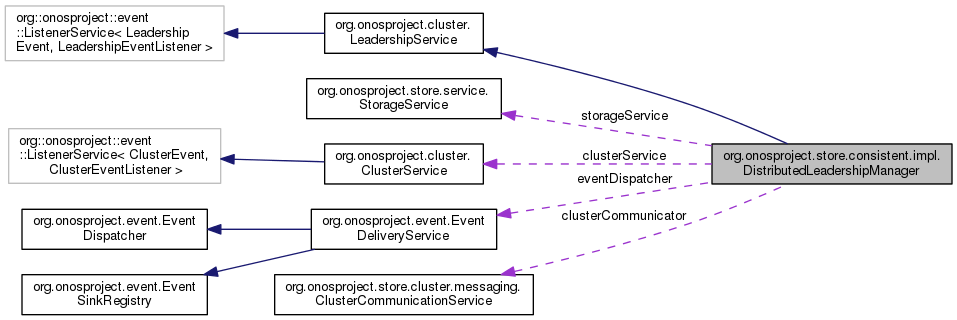 org::onosproject::event
::ListenerService< Leadership
Event, LeadershipEventListener >
org.onosproject.cluster.
LeadershipService
org.onosproject.store.service.
StorageService
storageService
org::onosproject::event
::ListenerService< ClusterEvent,
ClusterEventListener >
org.onosproject.cluster.
ClusterService
clusterService
org.onosproject.store.consistent.impl.
DistributedLeadershipManager
eventDispatcher
org.onosproject.event.Event
Dispatcher
org.onosproject.event.Event
DeliveryService
clusterCommunicator
org.onosproject.event.Event
SinkRegistry
org.onosproject.store.cluster.messaging.
ClusterCommunicationService